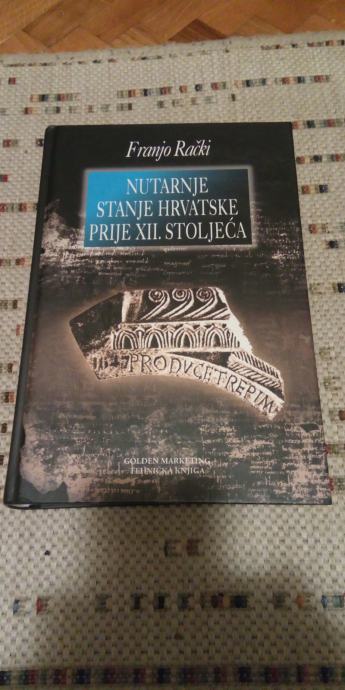 Franjo Rački
NUTARNJE
STANJE HRVATSKE
PRIJE XII. STOLJEĆA
PRODVCETREPIM
GOLDEN MARKETING
TEHNIČKA KNJIGA